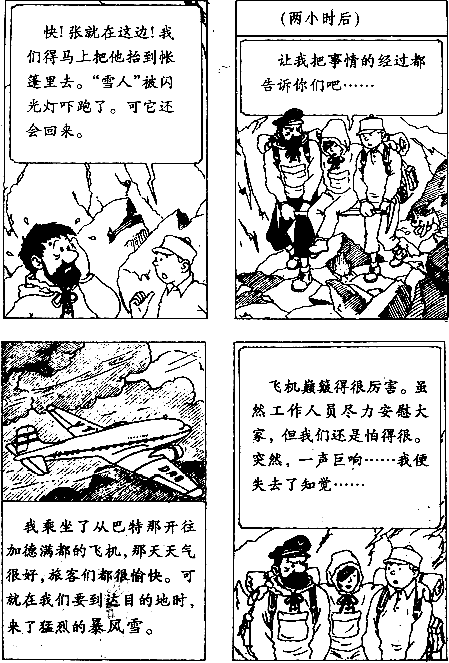 快！张就在这边！我
们得马上把他抬到帐
篷里去。“雪人”被闪
光灯吓跑了。可它还
会回来。
（两小时后）
让我把事情的经过都
告诉你们吧……
我乘坐了从巴特那开往
加德满都的飞机，那天天气
很好，旅客们都很愉快。可
就在我们要到达目的地时，
来了猛烈的暴风雪。
飞机巅簸得很厉害。虽
然工作人员尽力安慰大
家，但我们还是怕得很。
突然，一声巨响……我便
失去了知觉……